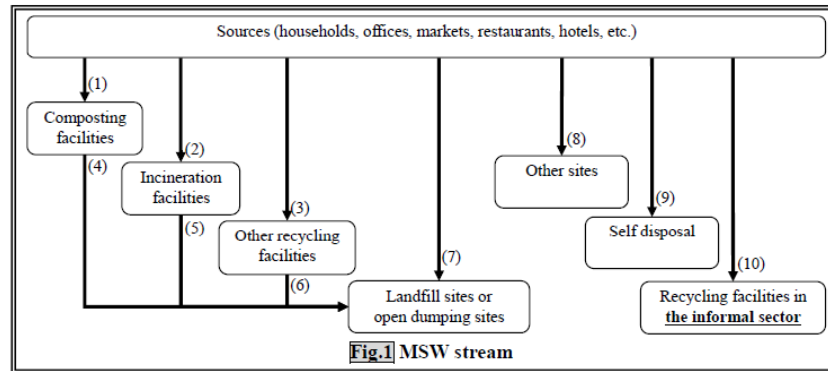 Sources (households, offices, markets, restaurants, hotels, etc.)
(1)
Composting
facilities
(4)
(2)
Incineration
facilities
(5)
(3)
Other recycling
facilities
(6)
(7)
Landfill sites or
open dumping sites
(8)
Other sites
(9)
Self disposal
(10)
Recycling facilities in
the informal sector
Fig.1 MSW stream